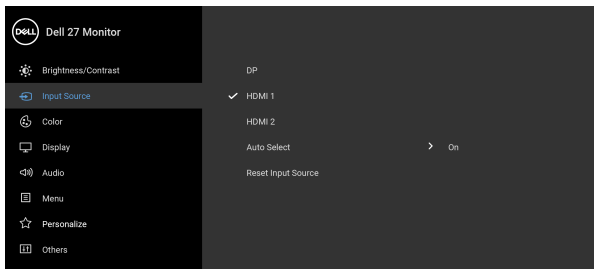 DELL Dell 27 Monitor
Brightness/Contrast
DP
Input Source
HDMI 1
Color
HDMI 2
Display
Auto Select On
Audio
Reset Input Source
Menu
Personalize
Others